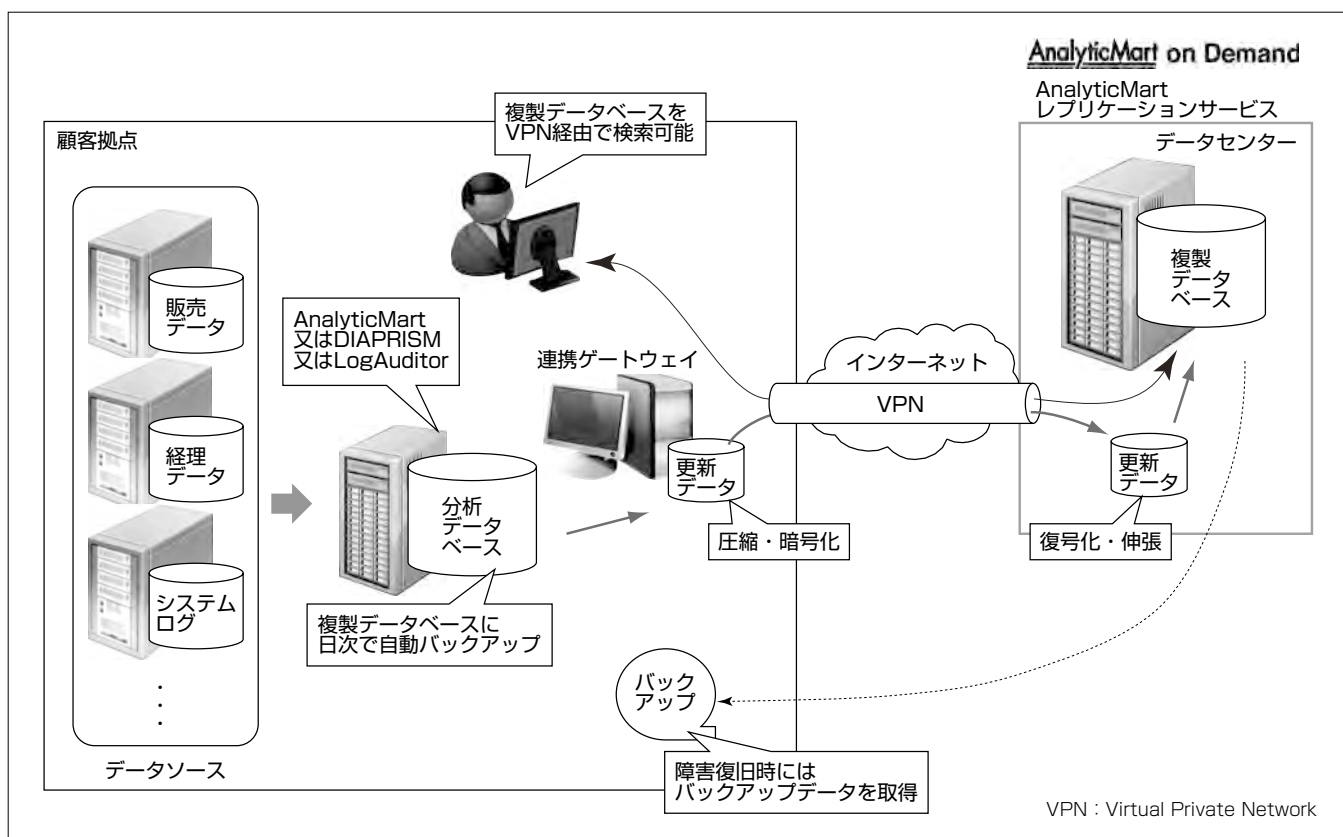 AnalyticMart on Demand
AnalyticMart
レプリケーションサービス
データセンター
複製
データ
ベース
更新
データ
復号化・伸張
顧客拠点
複製データベースを
VPN経由で検索可能
販売
データ
経理
データ
システム
ログ
・
・
・
データソース
AnalyticMart
又はDIAPRISM
又はLogAuditor
分析
データ
ベース
複製データベースに
日次で自動バックアップ
連携ゲートウェイ
更新
データ
圧縮・暗号化
インターネット
VPN
バック
アップ
障害復旧時には
バックアップデータを取得
VPN:Virtual Private Network